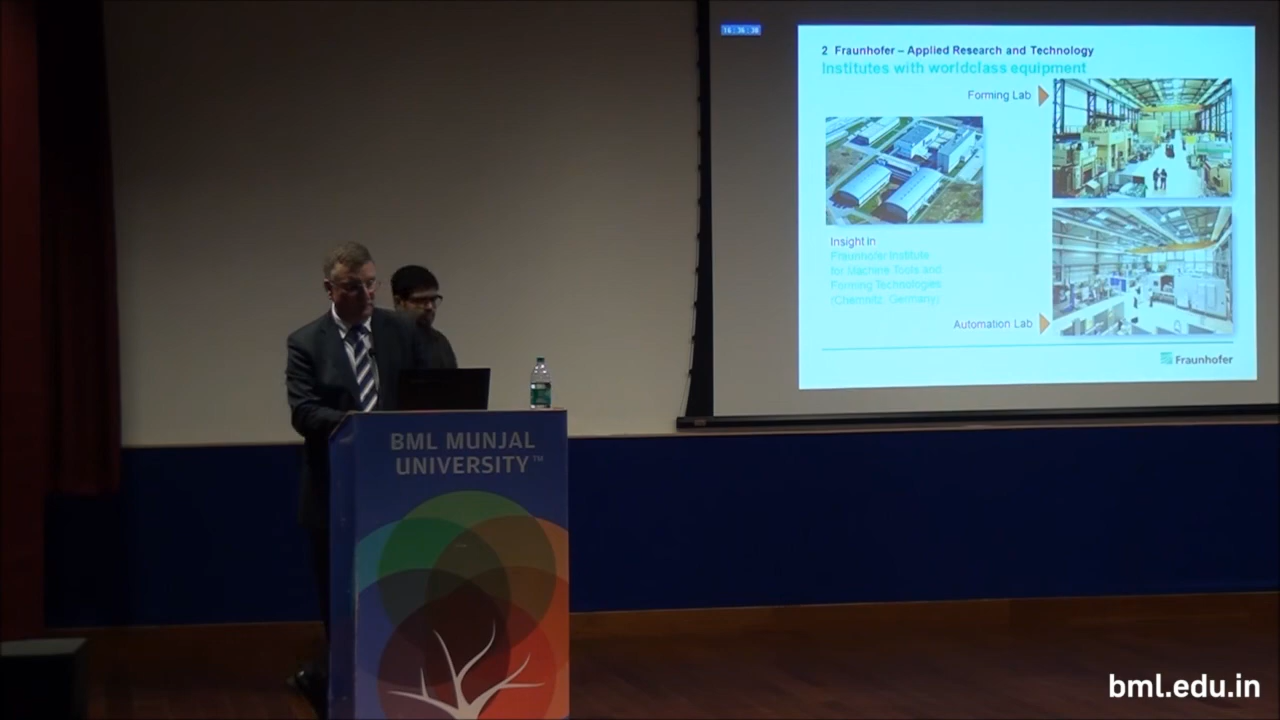 BML MUNJAL
UNIVERSITY™
16:36:38
2 Fraunhofer – Applied Research and Technology
Institutes with worldclass equipment
Forming Lab
Insight in
Fraunhofer Institute
for Machine Tools and
Forming Technologies
(Chemnitz, Germany)
Automation Lab
Fraunhofer
bml.edu.in